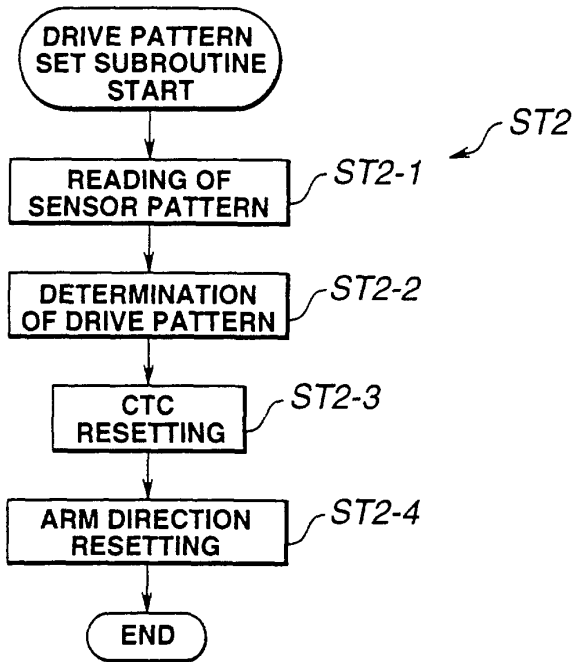 DRIVE PATTERN
SET SUBROUTINE
START
ST2
READING OF
SENSOR PATTERN
ST2-1
DETERMINATION
OF DRIVE PATTERN
ST2-2
CTC
RESETTING
ST2-3
ARM DIRECTION
RESETTING
ST2-4
END